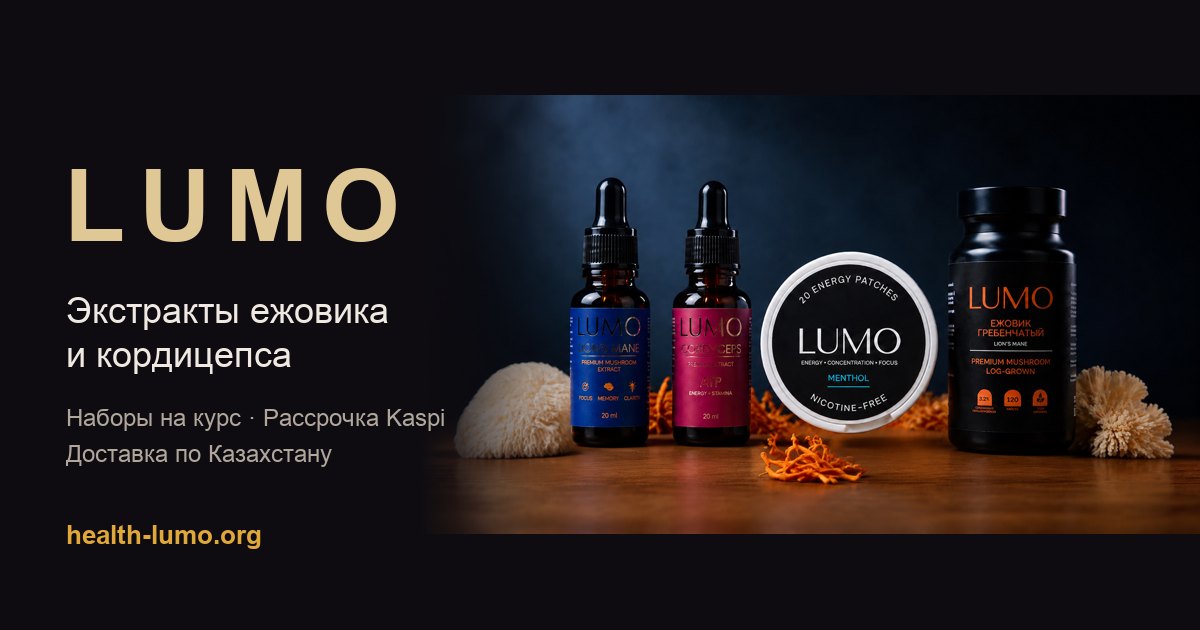 LUMO
Экстракты ежовика
и кордицепса
Наборы на курс · Рассрочка Kaspi
Доставка по Казахстану
health-lumo.org
LUMO
PREMIUM MUSHROOM
EXTRACT
FOCUS MEMORY CLARITY
20 ml
LUMO
ENERGY • STAMINA
20 ml
20 ENERGY PATCHES
LUMO
ENERGY • CONCENTRATION • FOCUS
MENTHOL
NICOTINE-FREE
LUMO
ЕЖОВИК
ГРЕБЕНЧАТЫЙ
LION'S MANE
PREMIUM MUSHROOM
LOG-GROWN
120